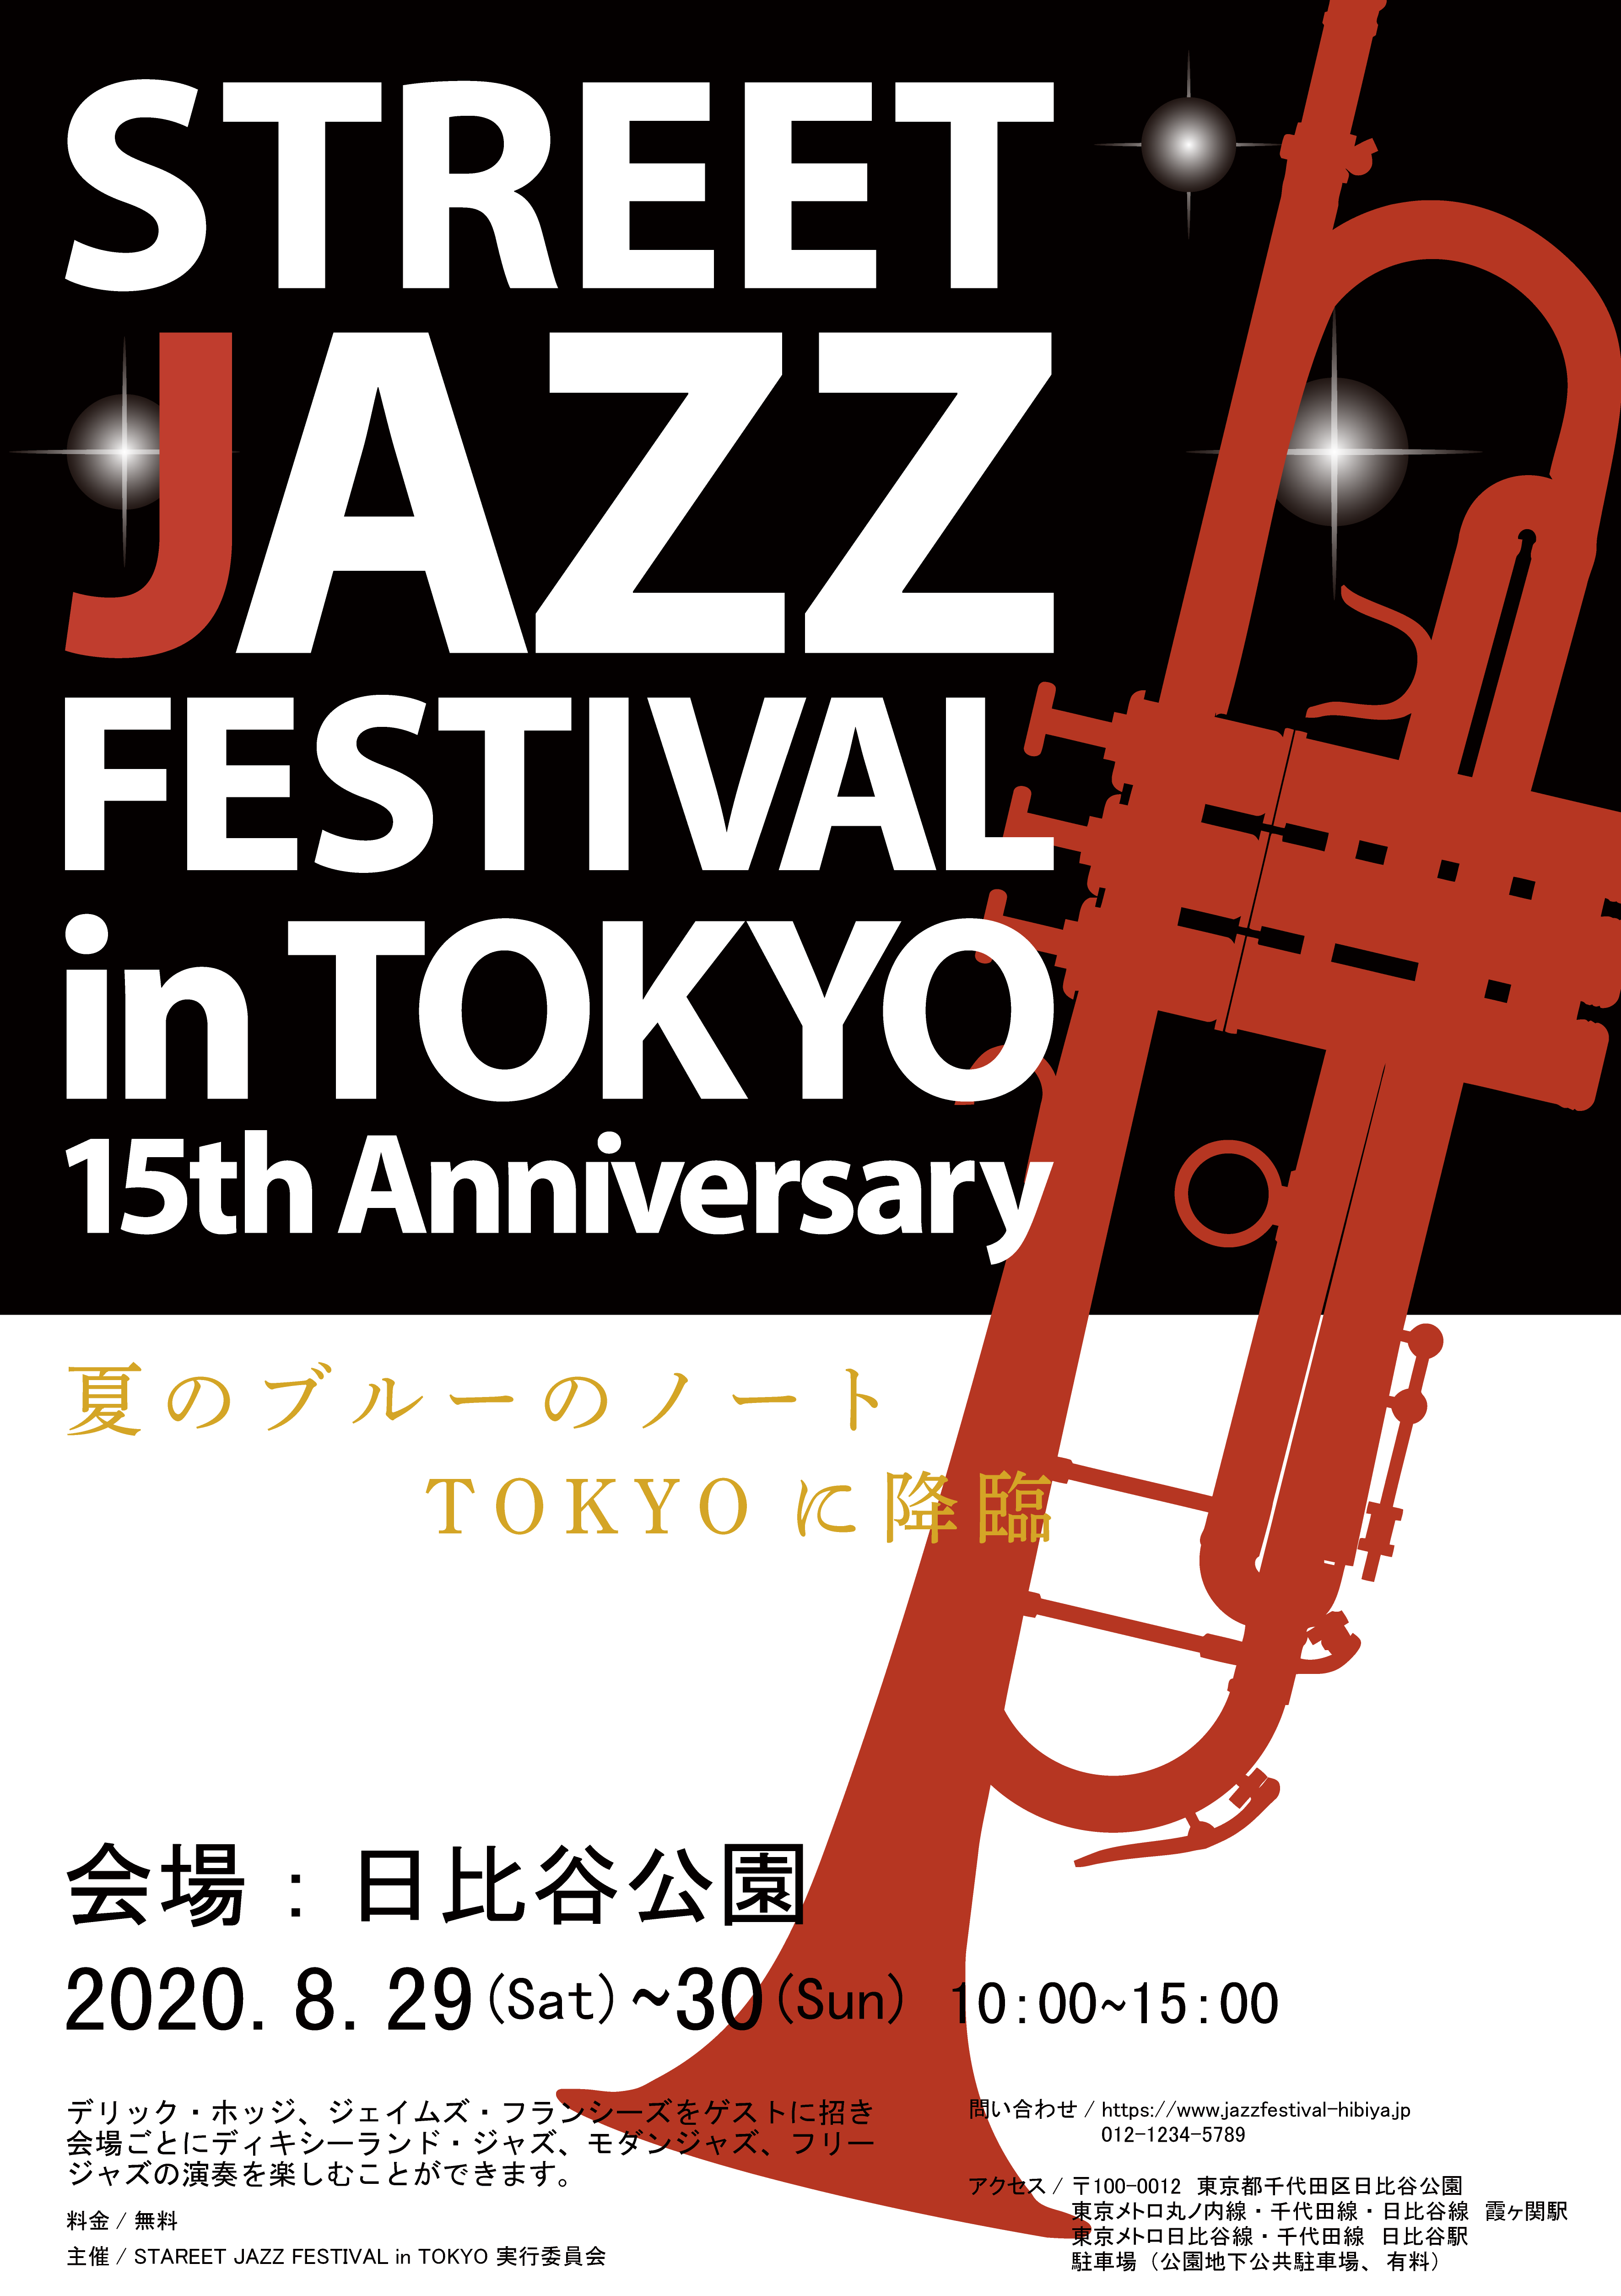 STREET
JAZZ
FESTIVAL
in TOKYO
15th Anniversary
夏のブルーのノート
TOKYOに降臨
会場：日比谷公園
2020. 8. 29(Sat)~30(Sun) 10:00~15:00
デリック・ホッジ、ジェイムズ・フランシーズをゲストに招き
会場ごとにディキシーランド・ジャズ、モダンジャズ、フリー
ジャズの演奏を楽しむことができます。
料金 / 無料
主催 / STAREET JAZZ FESTIVAL in TOKYO 実行委員会
問い合わせ / https://www.jazzfestival-hibiya.jp
012-1234-5789
アクセス / 〒100-0012 東京都千代田区日比谷公園
東京メトロ丸ノ内線・千代田線・日比谷線 霞ヶ関駅
東京メトロ日比谷線・千代田線 日比谷駅
駐車場（公園地下公共駐車場、有料）